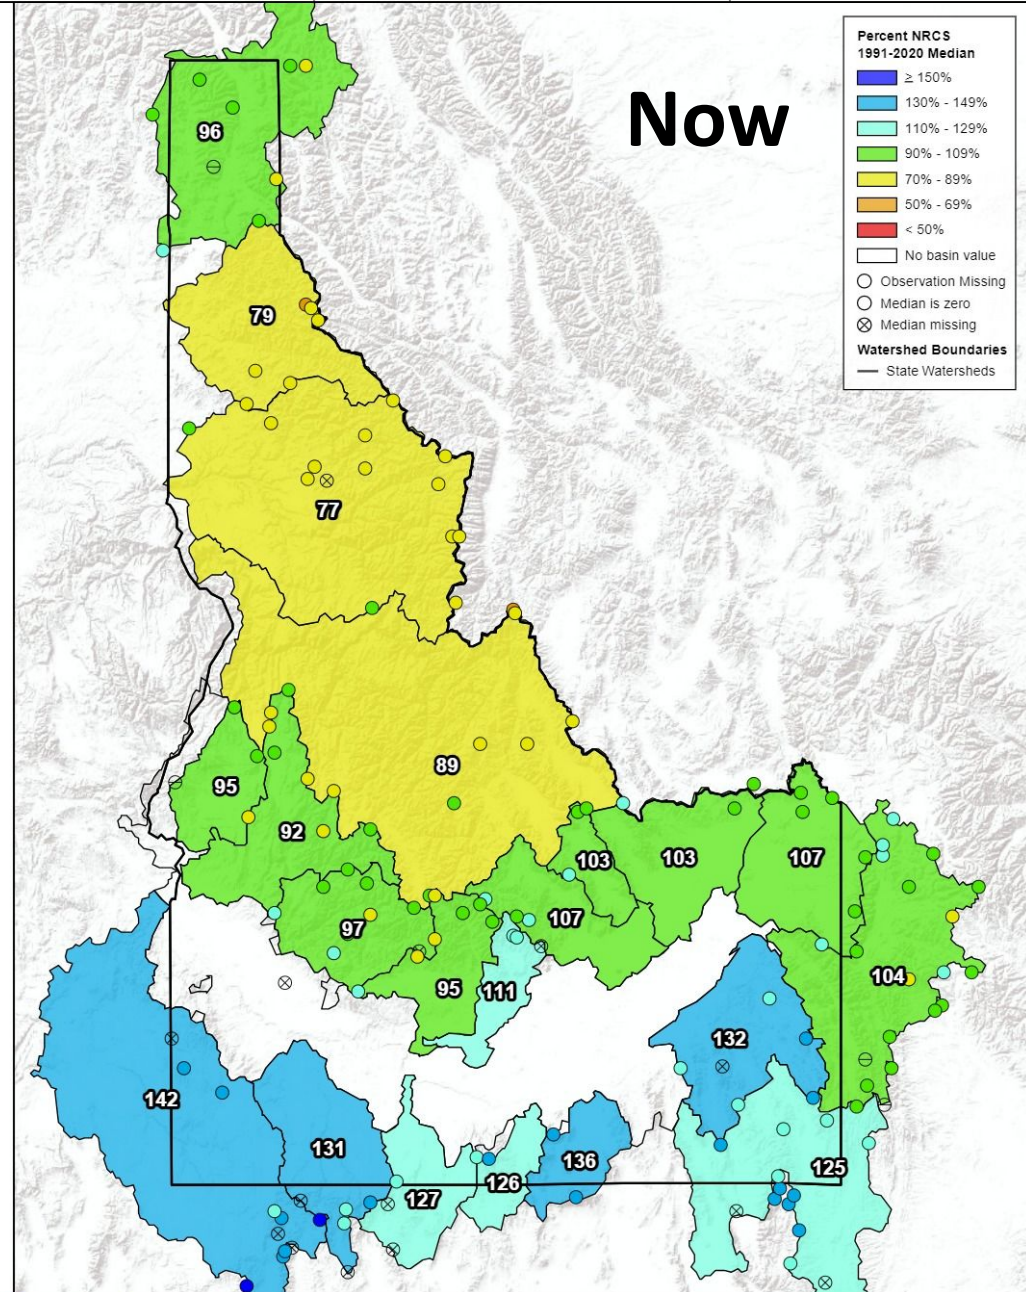 Now
Percent NRCS
1991-2020 Median
≥ 150%
130% - 149%
110% - 129%
90% - 109%
70% - 89%
50% - 69%
< 50%
No basin value
Observation Missing
Median is zero
Median missing
Watershed Boundaries
State Watersheds
96
79
77
89
95
92
103
103
107
97
107
104
95
111
132
142
131
136
125
126
127